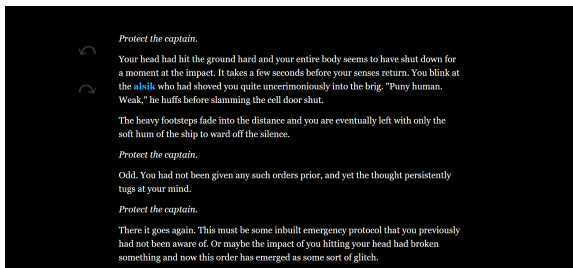 Protect the captain.
Your head had hit the ground hard and your entire body seems to have shut down for
a moment at the impact. It takes a few seconds before your senses return. You blink at
the alsik who had shoved you quite uncerimoniously into the brig. "Puny human.
Weak," he huffs before slamming the cell door shut.
The heavy footsteps fade into the distance and you are eventually left with only the
soft hum of the ship to ward off the silence.
Protect the captain.
Odd. You had not been given any such orders prior, and yet the thought persistently
tugs at your mind.
Protect the captain.
There it goes again. This must be some inbuilt emergency protocol that you previously
had not been aware of. Or maybe the impact of you hitting your head had broken
something and now this order has emerged as some sort of glitch.